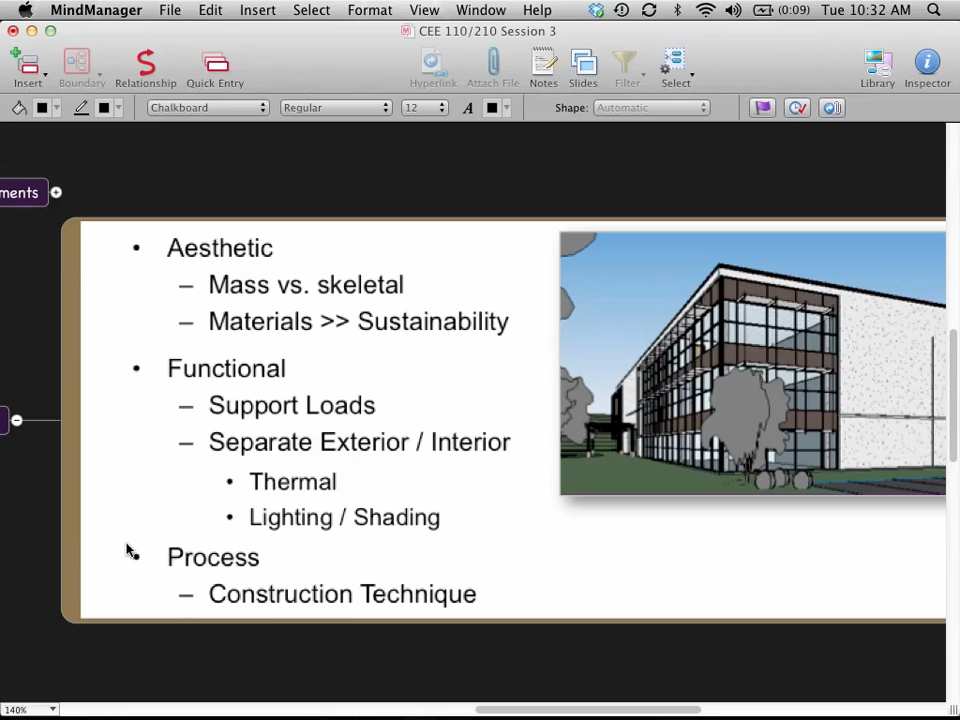 MindManager File Edit Insert Select Format View Window Help (0:09) Tue 10:32 AM
CEE 110/210 Session 3
Insert Boundary Relationship Quick Entry Hyperlink Attach File Notes Slides Filter Select Library Inspector
Chalkboard Regular 12 A Shape: Automatic
ments
• Aesthetic
– Mass vs. skeletal
– Materials >> Sustainability
• Functional
– Support Loads
– Separate Exterior / Interior
• Thermal
• Lighting / Shading
• Process
– Construction Technique
140%